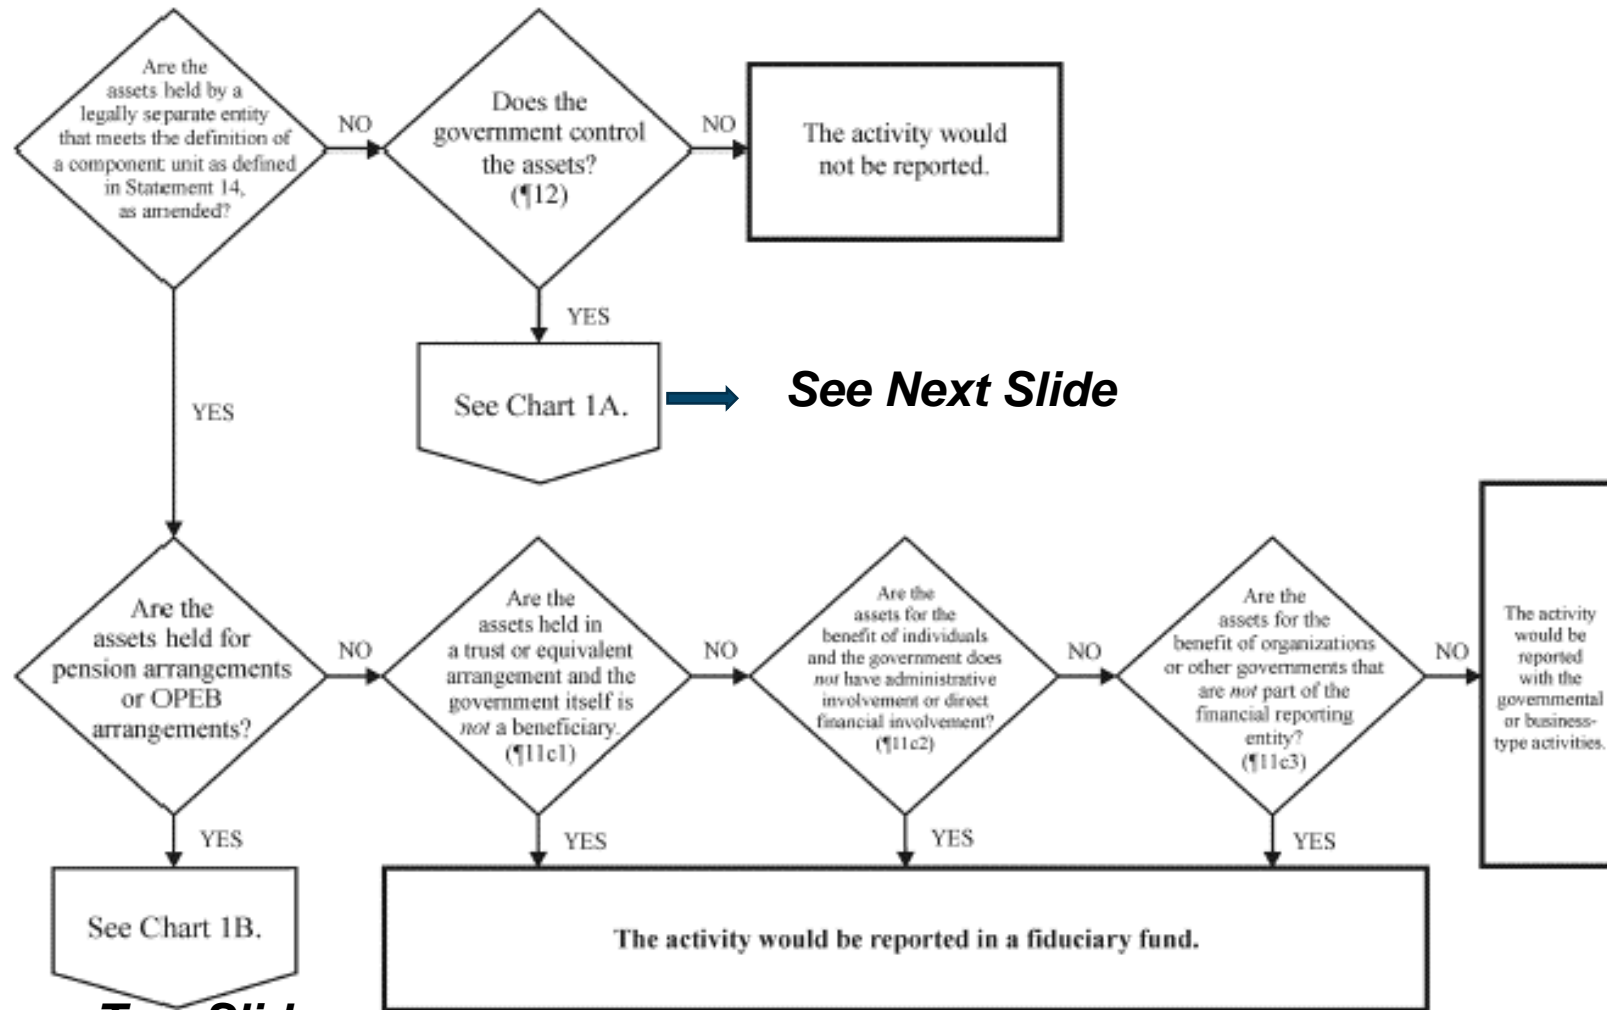 Are the
assets held by a
legally separate entity
that meets the definition of
a component unit as defined
in Statement 14,
as amended?
NO
Does the
government control
the assets?
(¶12)
NO
The activity would
not be reported.
YES
See Chart 1A.
See Next Slide
YES
Are the
assets held for
pension arrangements
or OPEB
arrangements?
NO
Are the
assets held in
a trust or equivalent
arrangement and the
government itself is
not a beneficiary.
(¶11c1)
NO
Are the
assets for the
benefit of individuals
and the government does
not have administrative
involvement or direct
financial involvement?
(¶11c2)
NO
Are the
assets for the
benefit of organizations
or other governments that
are not part of the
financial reporting
entity?
(¶11c3)
NO
The activity
would be
reported
with the
governmental
or business-
type activities.
YES
YES
YES
YES
See Chart 1B.
The activity would be reported in a fiduciary fund.